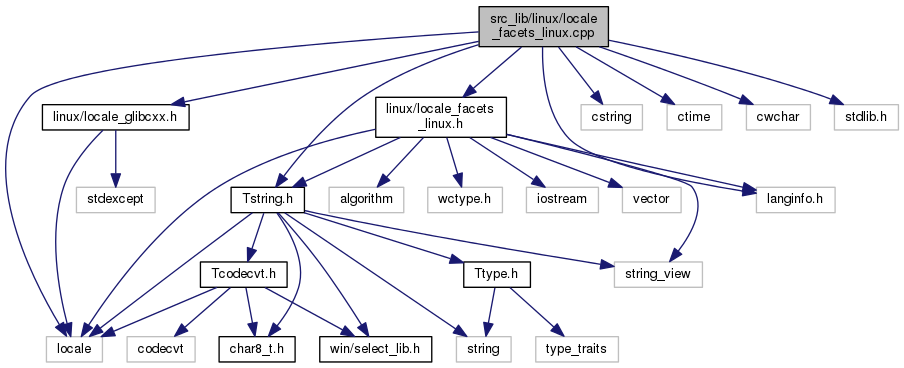 src_lib/linux/locale
_facets_linux.cpp
linux/locale_glibcxx.h
linux/locale_facets
_linux.h
cstring
ctime
cwchar
stdlib.h
stdexcept
Tstring.h
algorithm
wctype.h
iostream
vector
langinfo.h
Tcodecvt.h
Ttype.h
string_view
locale
codecvt
char8_t.h
win/select_lib.h
string
type_traits